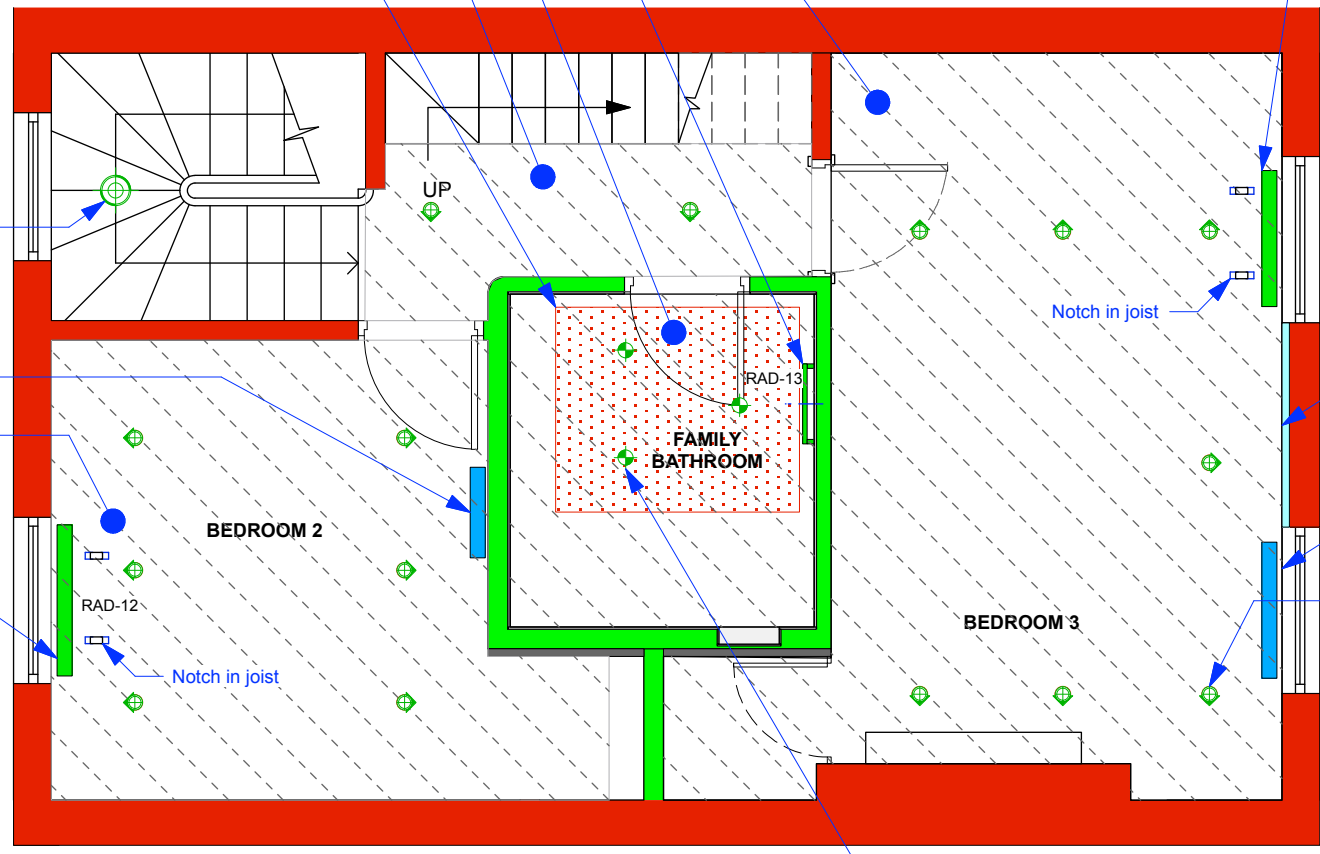 UP
Notch in joist
RAD-13
FAMILY
BATHROOM
BEDROOM 2
RAD-12
BEDROOM 3
Notch in joist